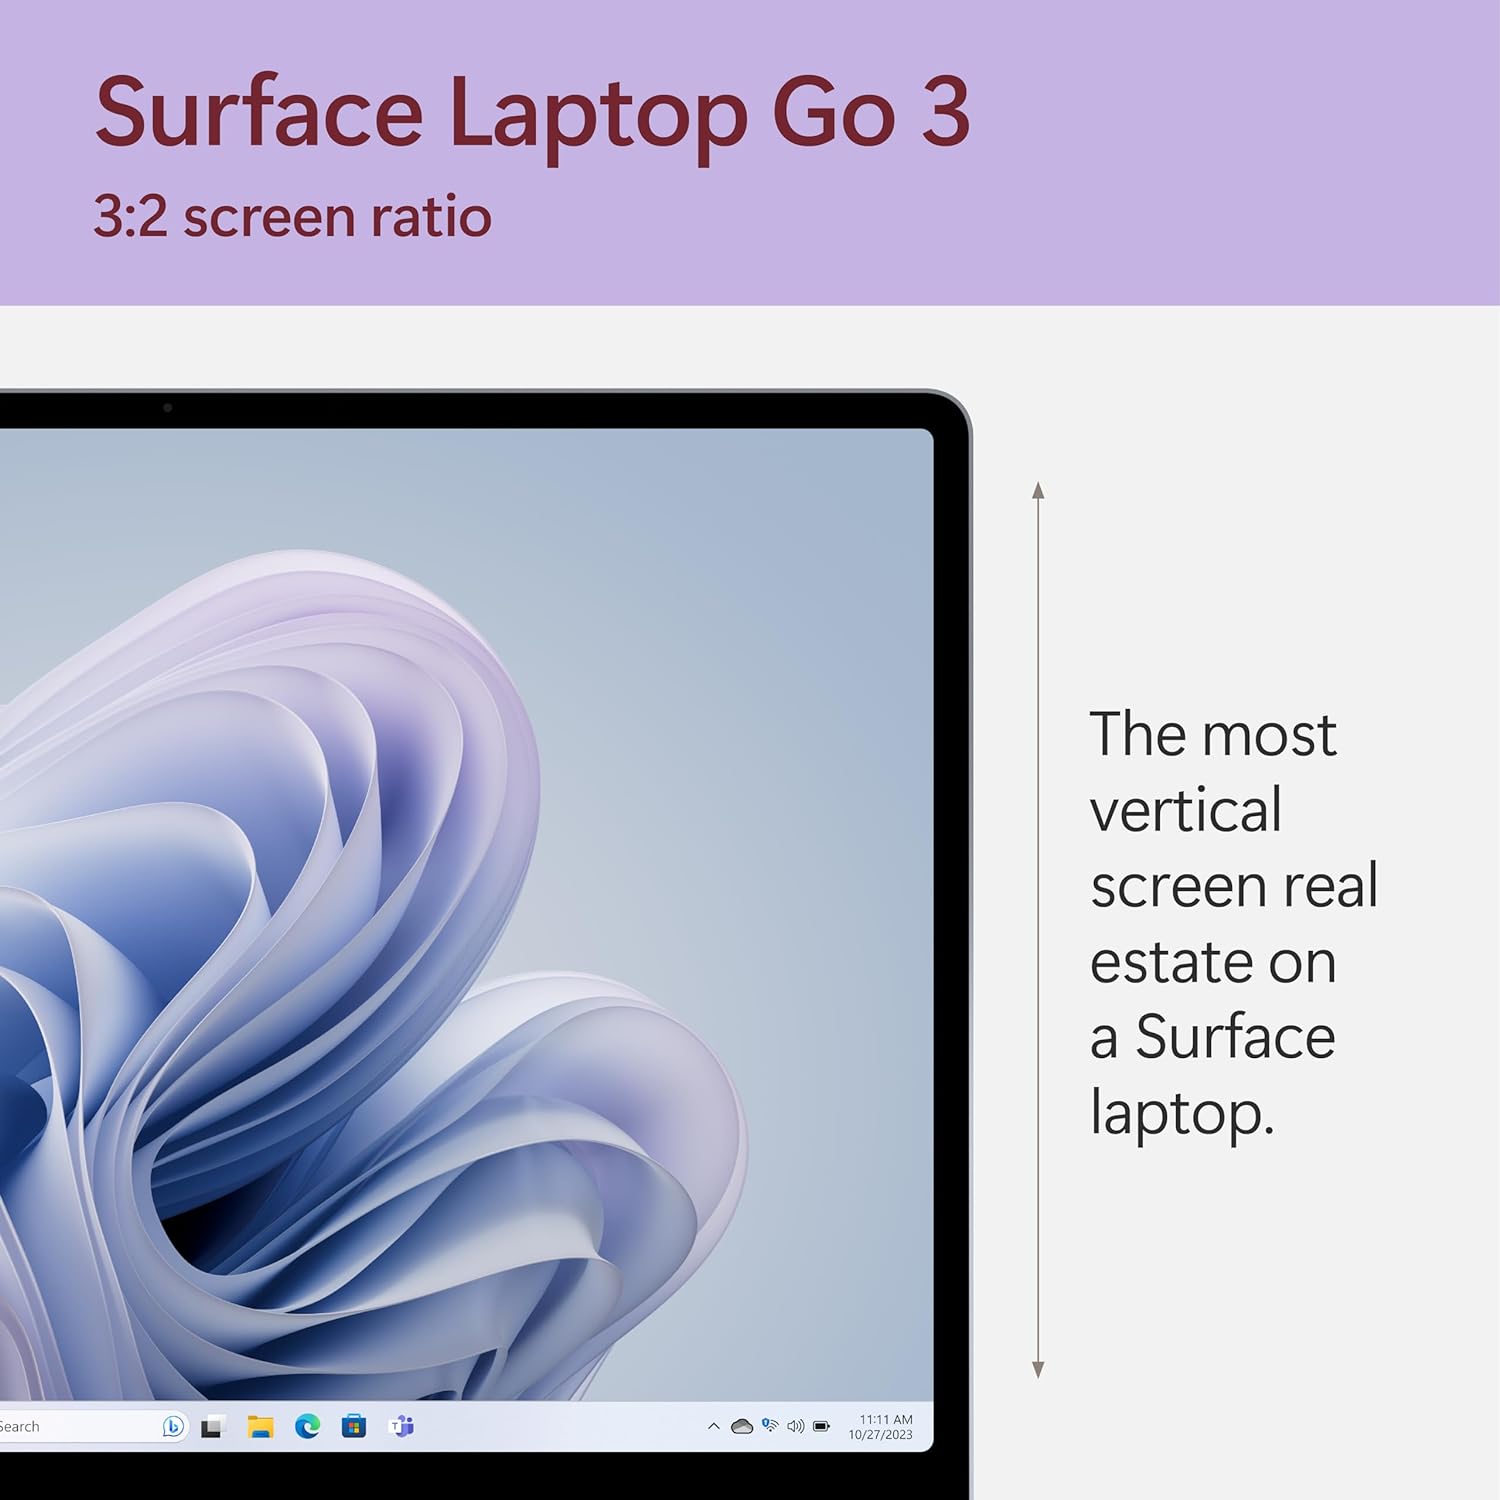 Surface Laptop Go 3
3:2 screen ratio
The most
vertical
screen real
estate on
a Surface
laptop.
Search
11:11 AM
10/27/2023